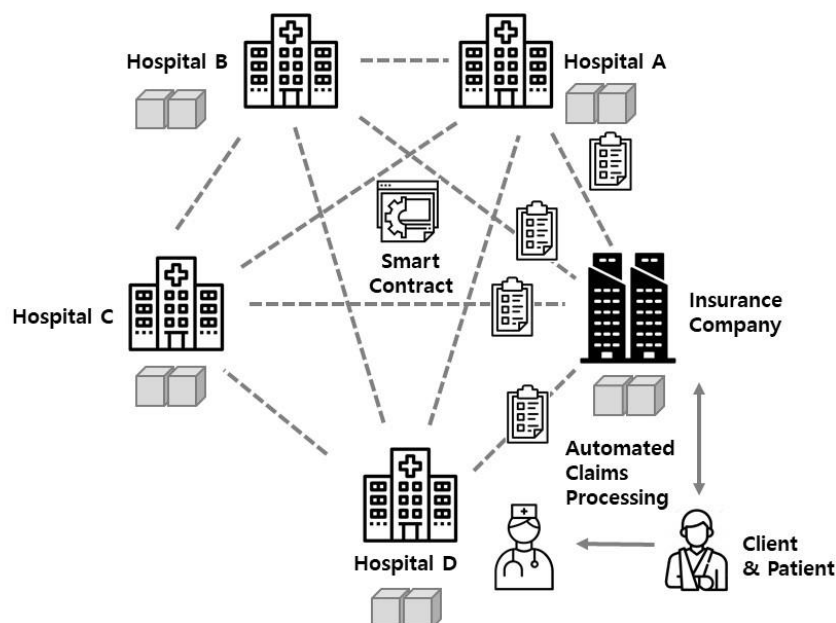 Hospital B
Hospital A
Smart
Contract
Hospital C
Insurance
Company
Automated
Claims
Processing
Hospital D
Client
& Patient